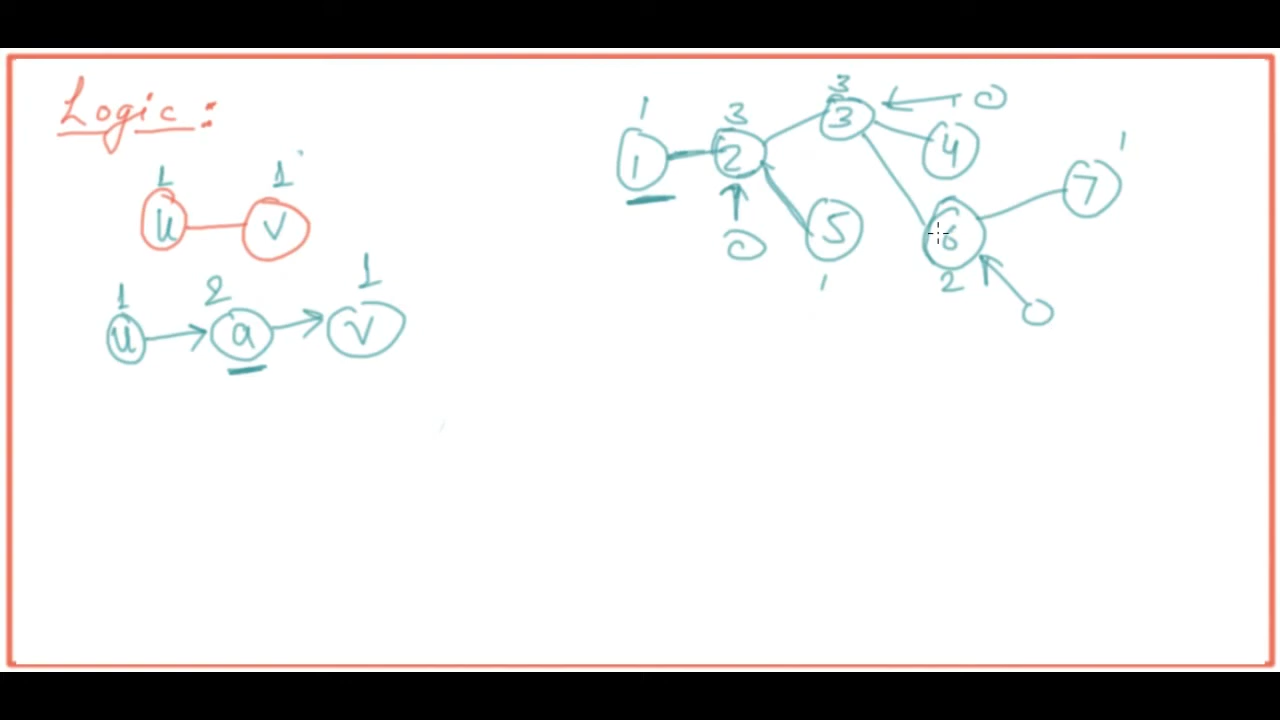 Logic :
1 1
u v
1 2 1
u a v
1 3 3 0
1 2 3 1 4 7 1
0 5 6
1 2 0